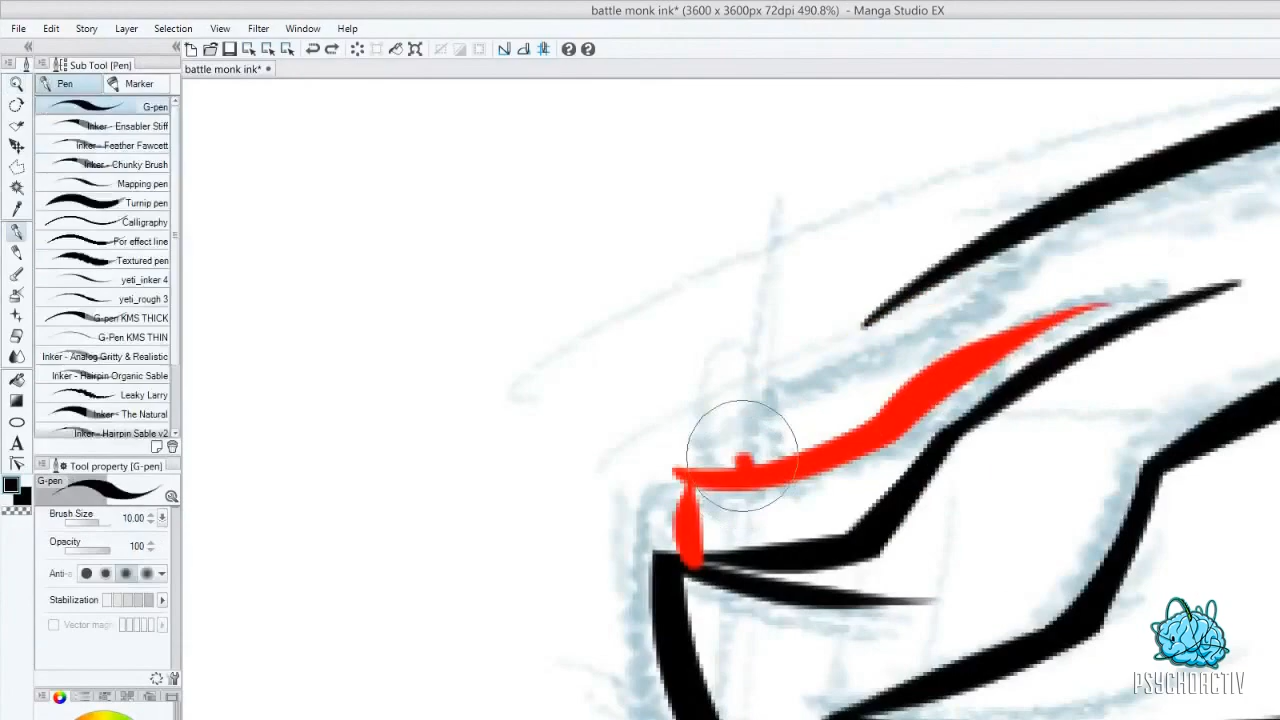 battle monk ink* (3600 x 3600px 72dpi 490.8%) - Manga Studio EX
File Edit Story Layer Selection View Filter Window Help
Sub Tool [Pen]
battle monk ink*
Pen Marker
G-pen
Inker - Ensabler Stiff
Inker - Feather Fawcett
Inker - Chunky Brush
Mapping pen
Turnip pen
Calligraphy
For effect line
Textured pen
yeti_inker 4
yeti_rough 3
G-pen KMS THICK
G-Pen KMS THIN
Inker - Analog Gritty & Realistic
Inker - Hairpin Organic Sable
Leaky Larry
Inker - The Natural
Inker - Hairpin Sable v2
Tool property [G-pen]
G-pen
Brush Size 10.00
Opacity 100
Anti-a
Stabilization
Vector mag
PSYCHOACTIV